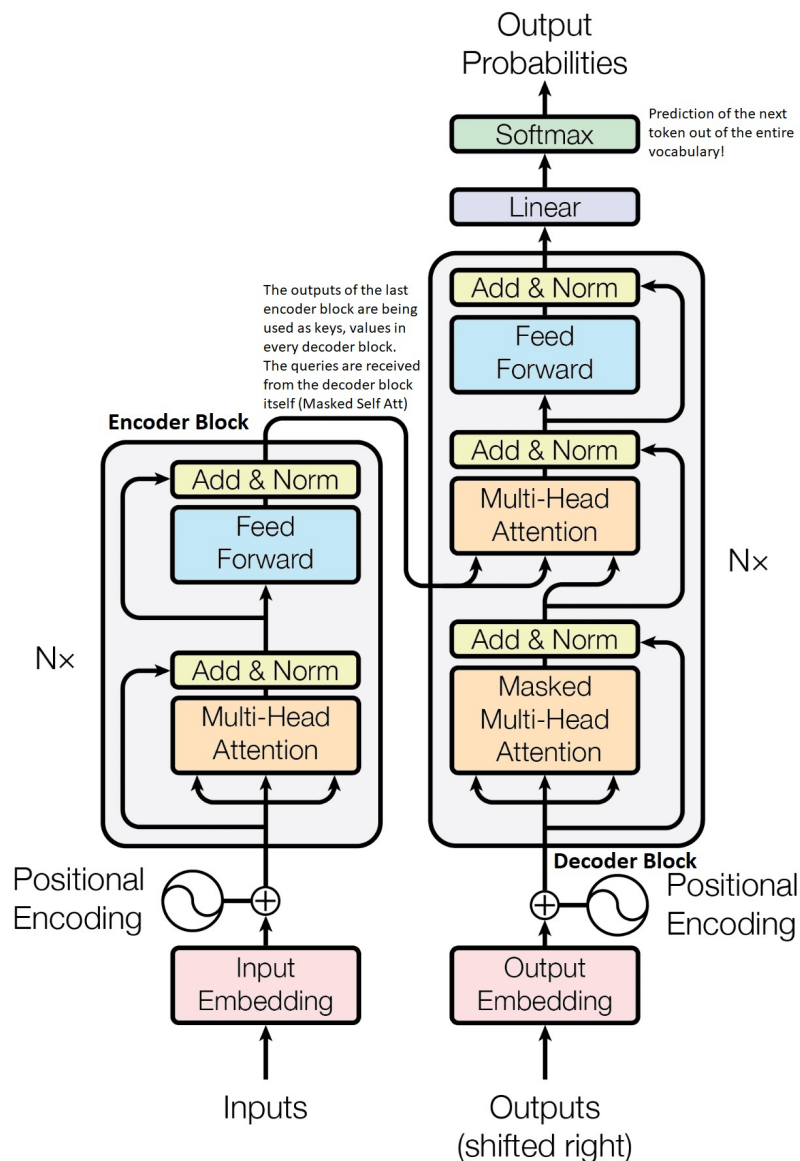 Output
Probabilities
Softmax
Prediction of the next
token out of the entire
vocabulary!
Linear
Add & Norm
Feed
Forward
Add & Norm
Multi-Head
Attention
Add & Norm
Masked
Multi-Head
Attention
Nx
Decoder Block
Positional
Encoding
Output
Embedding
Outputs
(shifted right)
The outputs of the last
encoder block are being
used as keys, values in
every decoder block.
The queries are received
from the decoder block
itself (Masked Self Att)
Encoder Block
Add & Norm
Feed
Forward
Nx
Add & Norm
Multi-Head
Attention
Positional
Encoding
Input
Embedding
Inputs